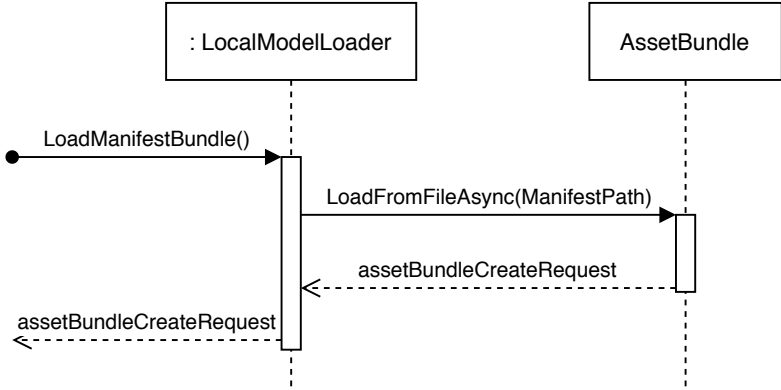 : LocalModelLoader
AssetBundle
LoadManifestBundle()
LoadFromFileAsync(ManifestPath)
assetBundleCreateRequest
assetBundleCreateRequest